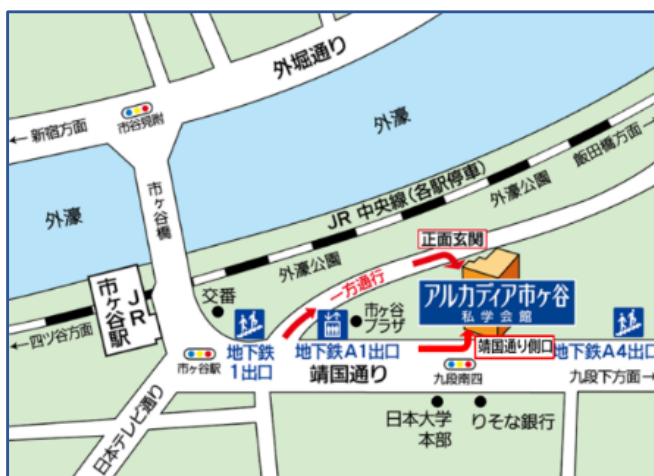 外堀通り
市谷見附
←新宿方面
外濠
飯田橋方面→
市ヶ谷橋
JR 中央線(各駅停車)
外濠公園
外濠
正面玄関
外濠公園
一方通行
アルカディア市ヶ谷
私学会館
JR
市ヶ谷駅
交番
市ヶ谷
プラザ
←四ツ谷方面
地下鉄
1出口
地下鉄A1出口
靖国通り側口
地下鉄A4出口
市ヶ谷駅
靖国通り
九段南四
九段下方面→
日本テレビ通り
日本大学
本部
りそな銀行